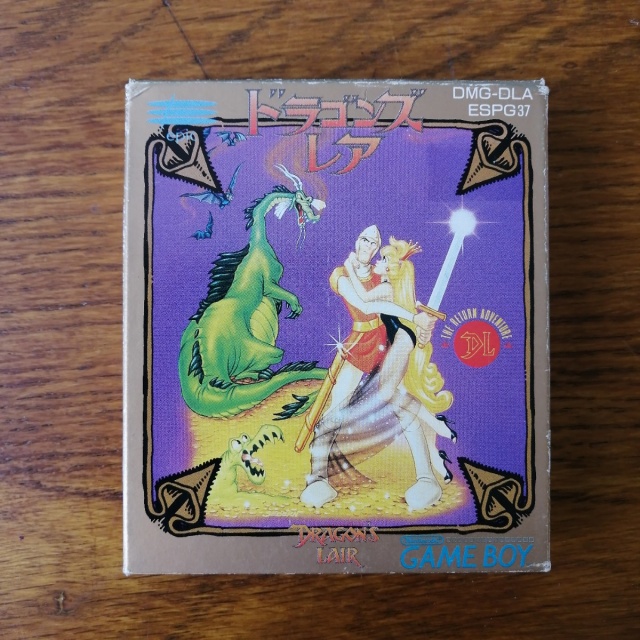 DMG-DLA
ESPG37
ドラゴンズ
レア
THE RETURN ADVENTURE
DL
DRAGON'S
LAIR
GAME BOY